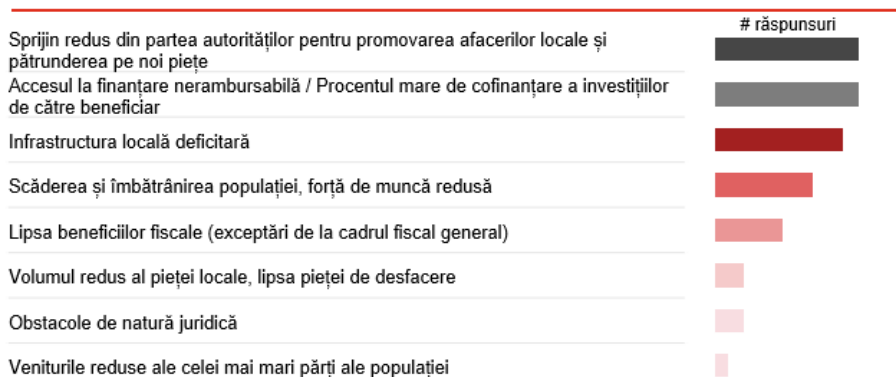 # răspunsuri
Sprijin redus din partea autorităților pentru promovarea afacerilor locale și
pătrunderea pe noi piețe
Accesul la finanțare nerambursabilă / Procentul mare de cofinanțare a investițiilor
de către beneficiar
Infrastructura locală deficitară
Scăderea și îmbătrânirea populației, forță de muncă redusă
Lipsa beneficiilor fiscale (exceptări de la cadrul fiscal general)
Volumul redus al pieței locale, lipsa pieței de desfacere
Obstacole de natură juridică
Veniturile reduse ale celei mai mari părți ale populației